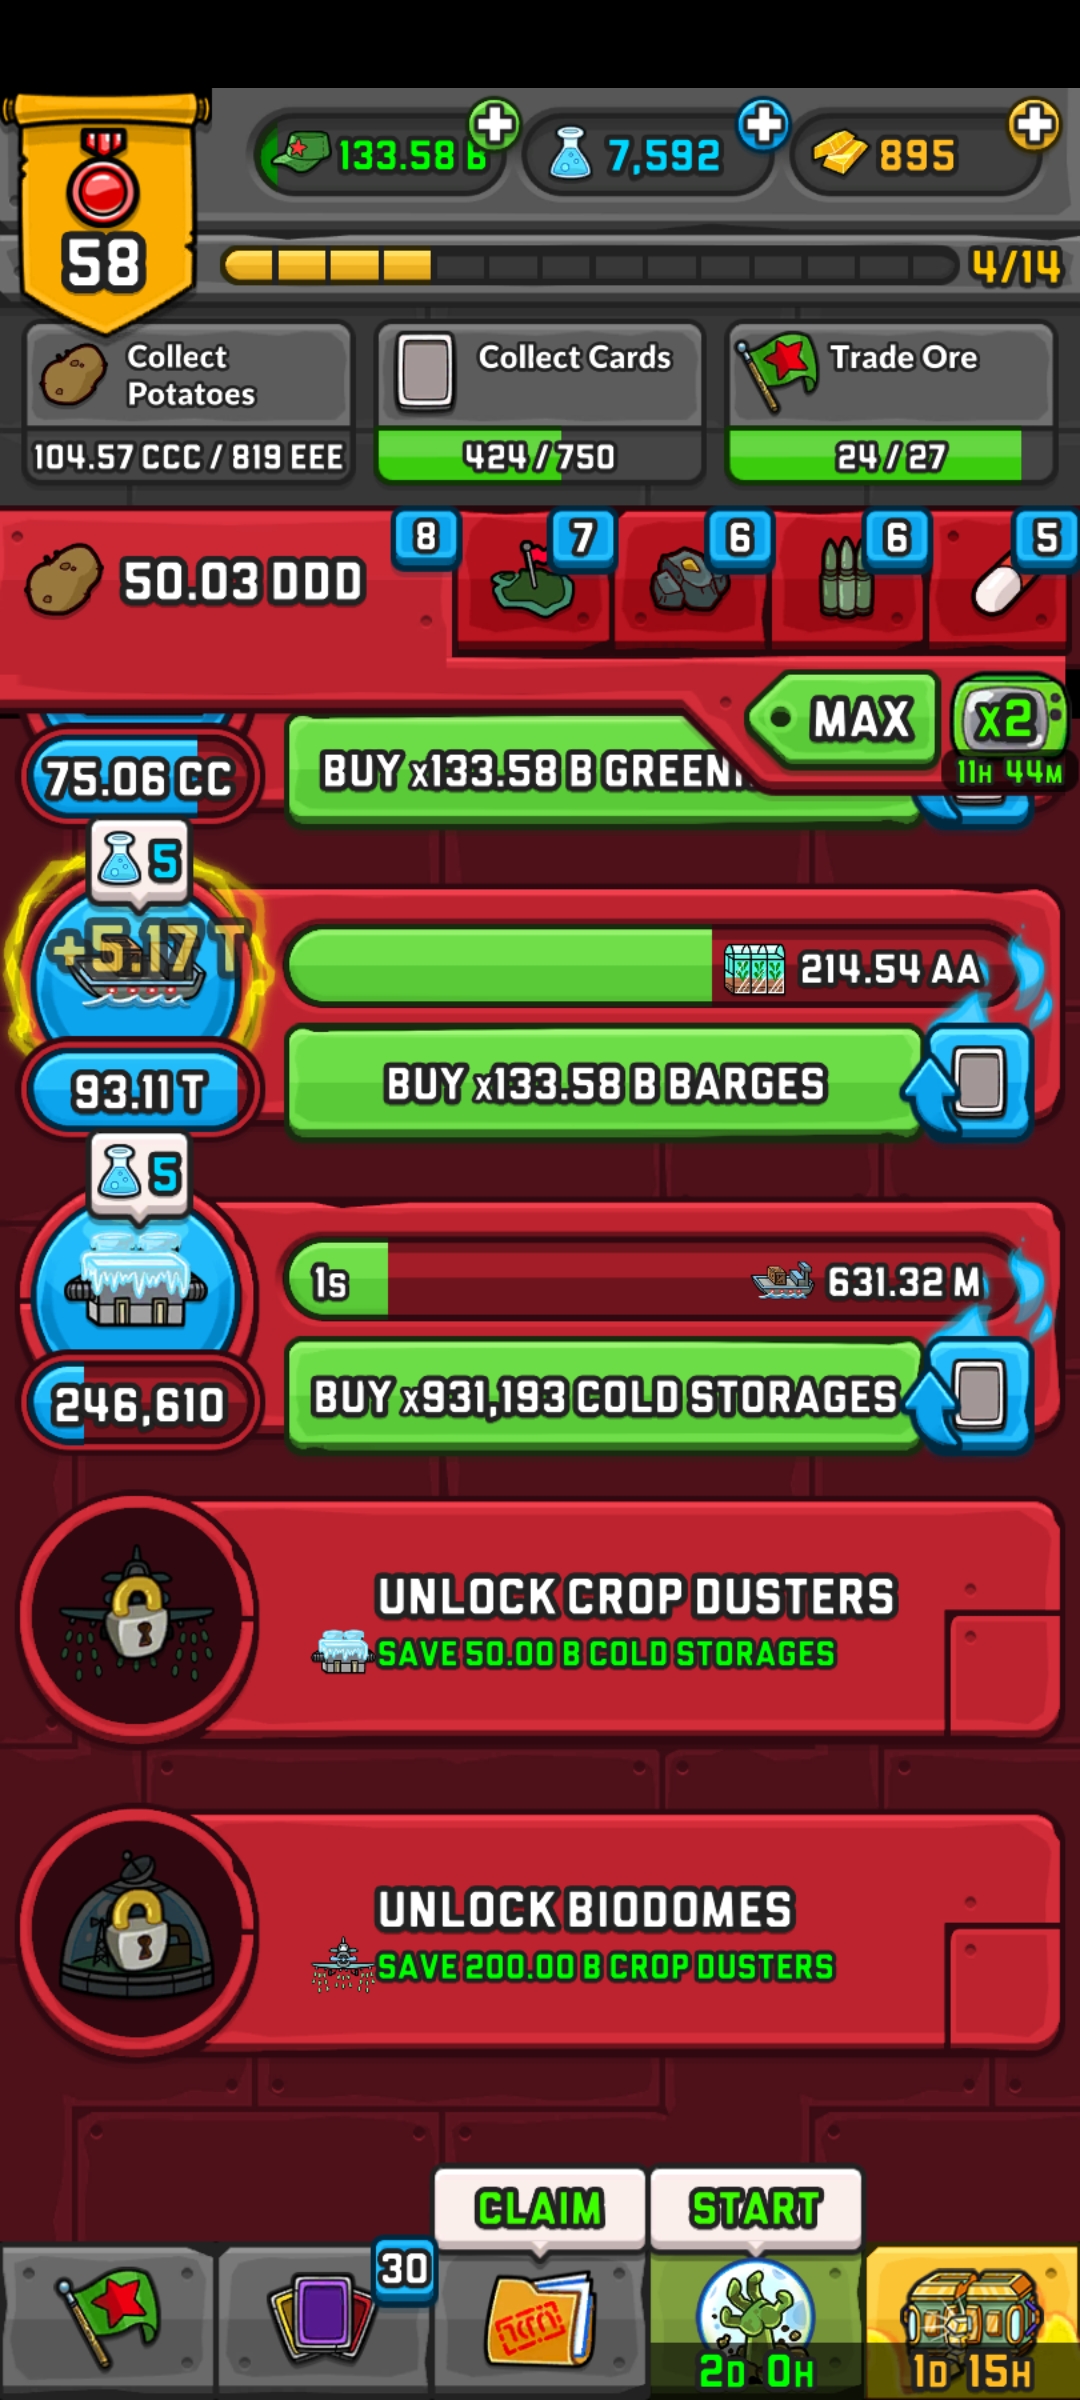 58
133.58 B
7,592
895
4/14
Collect
Potatoes
104.57 CCC / 819 EEE
Collect Cards
424/750
Trade Ore
24/27
50.03 DDD
8
7
6
6
5
MAX
x2
11H 44M
75.06 CC
BUY x133.58 B
5
+5.17 T
214.54 AA
93.11 T
BUY x133.58 B BARGES
5
1s
631.32 M
246,610
BUY x931,193 COLD STORAGES
UNLOCK CROP DUSTERS
SAVE 50.00 B COLD STORAGES
UNLOCK BIODOMES
SAVE 200.00 B CROP DUSTERS
CLAIM
START
30
2D 0H
1D 15H